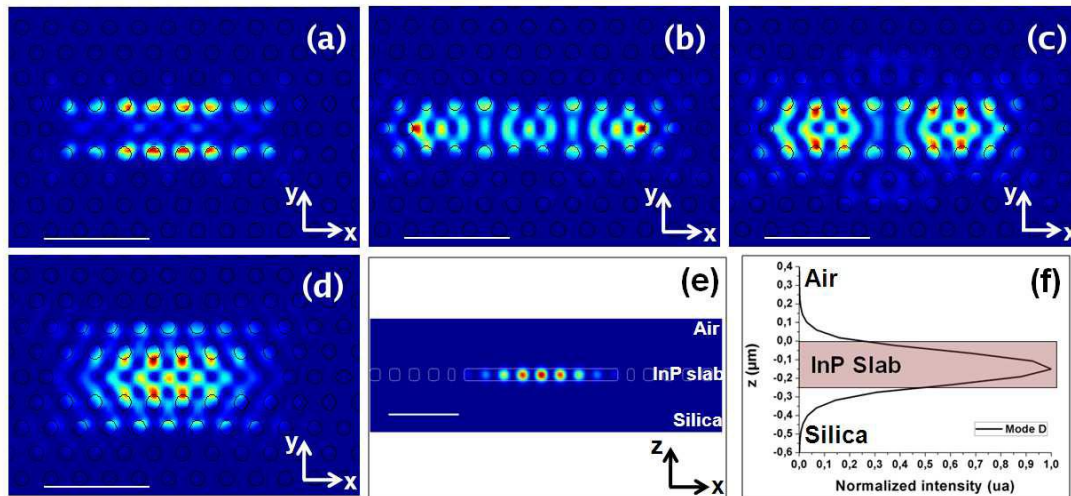 (a)
y
x
(b)
y
x
(c)
y
x
(d)
y
x
(e)
Air
InP slab
Silica
z
x
(f)
0,4
0,3
0,2
0,1
0,0
-0,1
-0,2
-0,3
-0,4
-0,5
-0,6
z (µm)
Air
InP Slab
Silica
Mode D
0,0 0,1 0,2 0,3 0,4 0,5 0,6 0,7 0,8 0,9 1,0
Normalized intensity (ua)